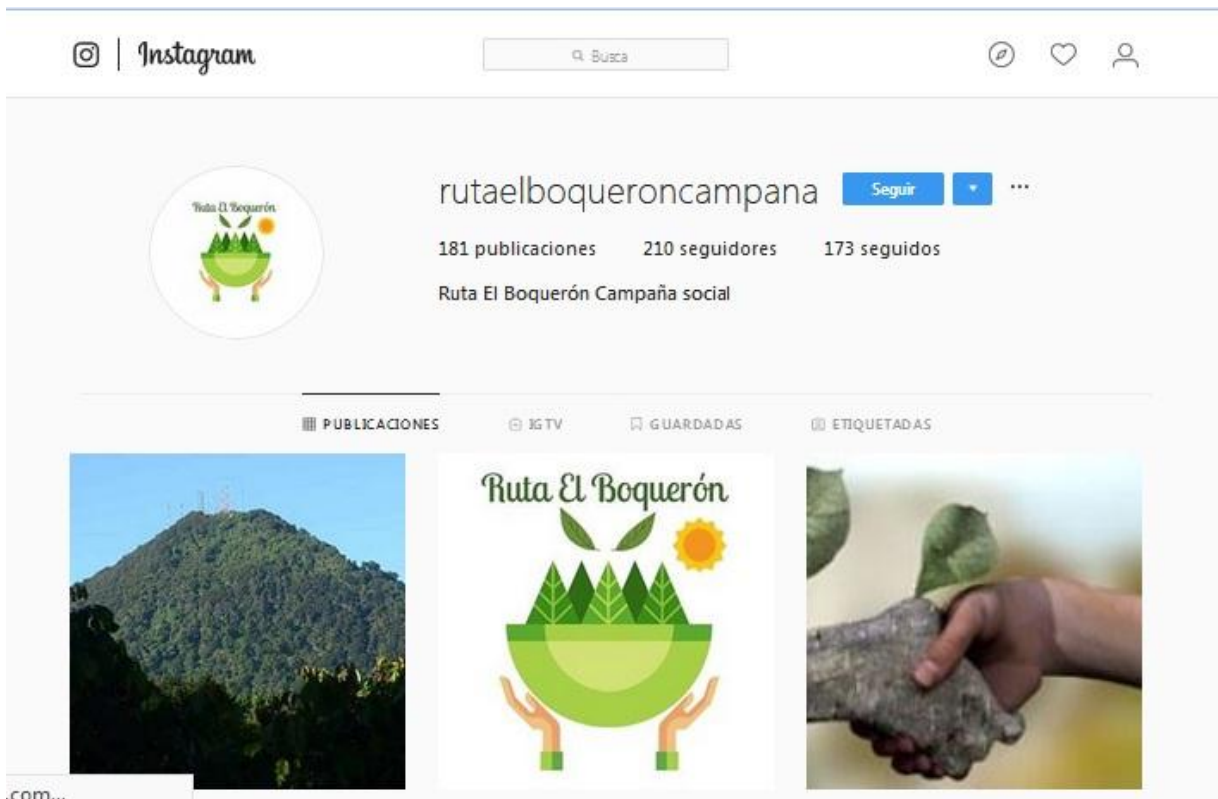 Instagram
Busca
rutaelboqueroncampana Seguir ...
181 publicaciones 210 seguidores 173 seguidos
Ruta El Boquerón Campaña social
Ruta El Boquerón
PUBLICACIONES IGTV GUARDADAS ETIQUETADAS
Ruta El Boquerón
.com...